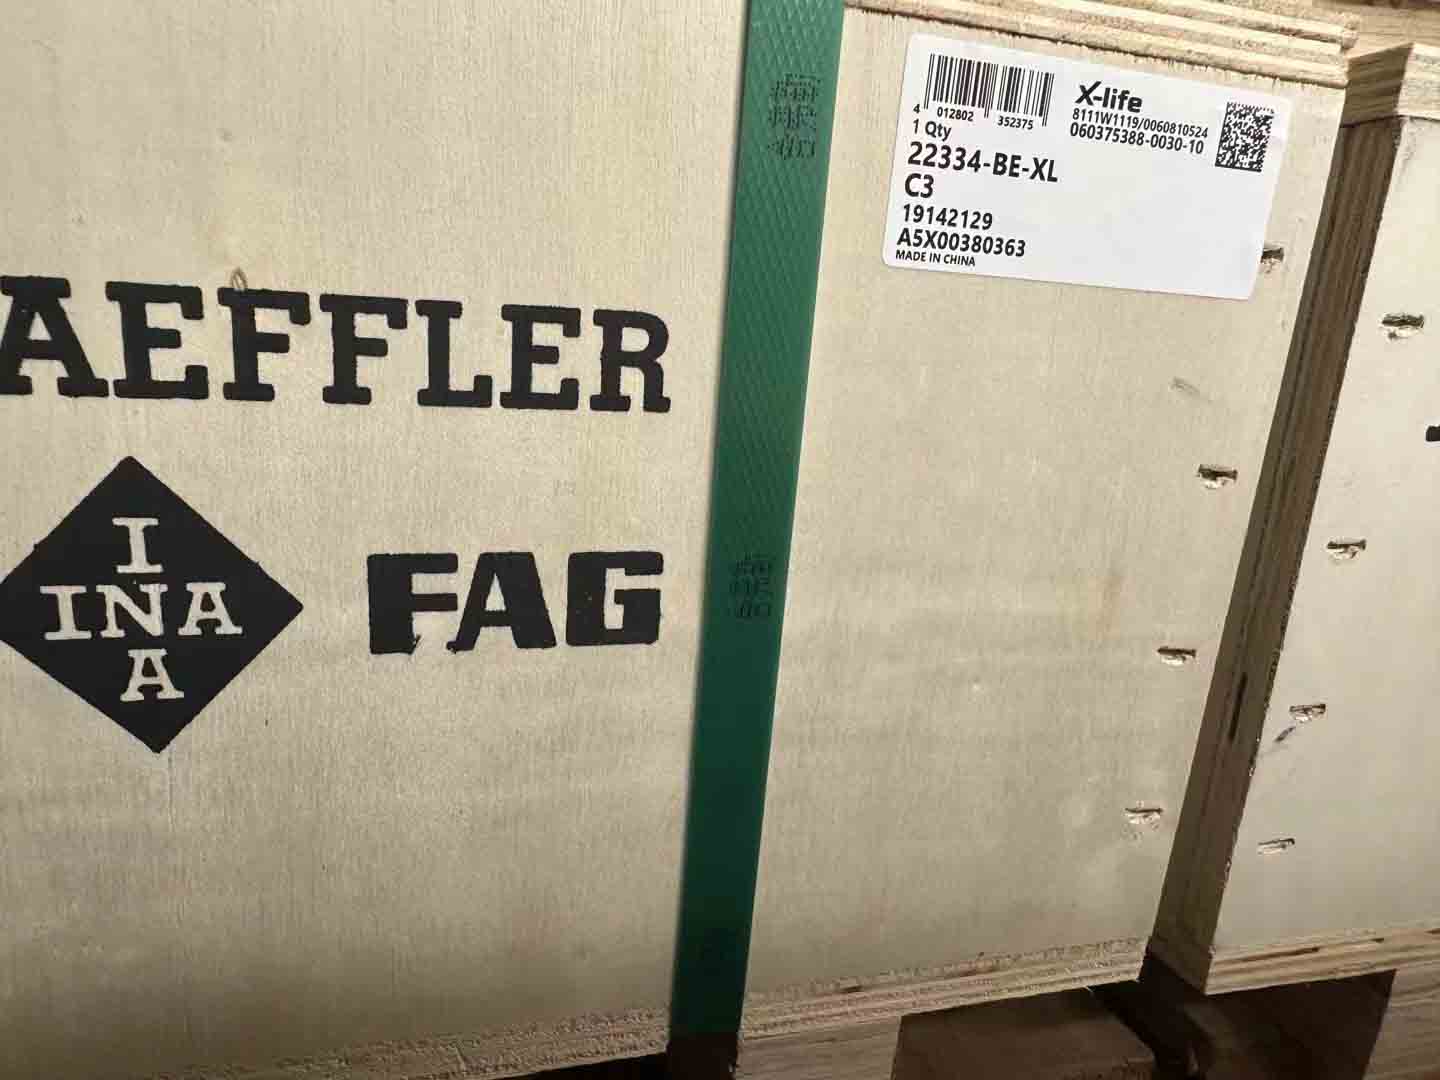 AEFFLER
I
INA
A
FAG
4 012802 352375
1 Qty
22334-BE-XL
C3
19142129
A5X00380363
MADE IN CHINA
X-life
8111W1119/0060810524
060375388-0030-10